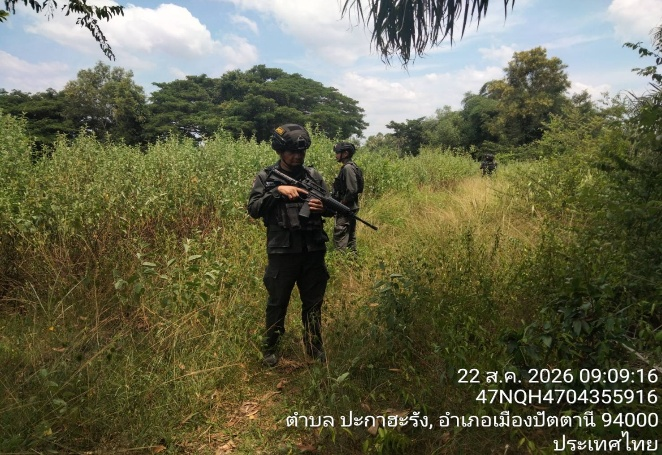 22 ส.ค. 2026 09:09:16
47NQH4704355916
ตำบล ปะกาฮะรัง, อำเภอเมืองปัตตานี 94000
ประเทศไทย